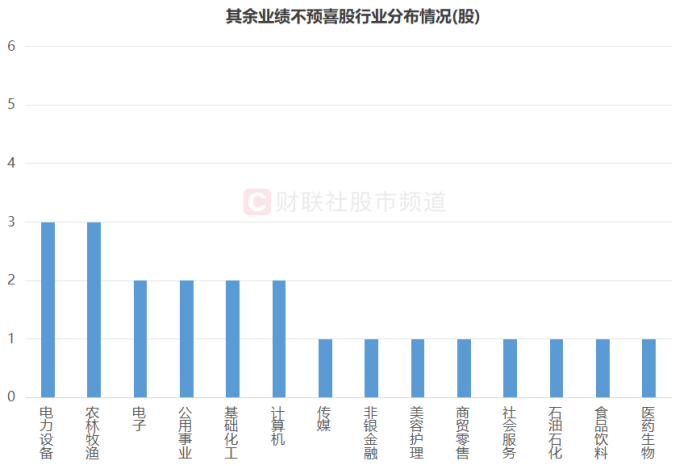 其余业绩不预喜股行业分布情况(股)
6
5
4
C 财联社股市频道
3
2
1
0
电力设备
农林牧渔
电子
公用事业
基础化工
计算机
传媒
非银金融
美容护理
商贸零售
社会服务
石油石化
食品饮料
医药生物